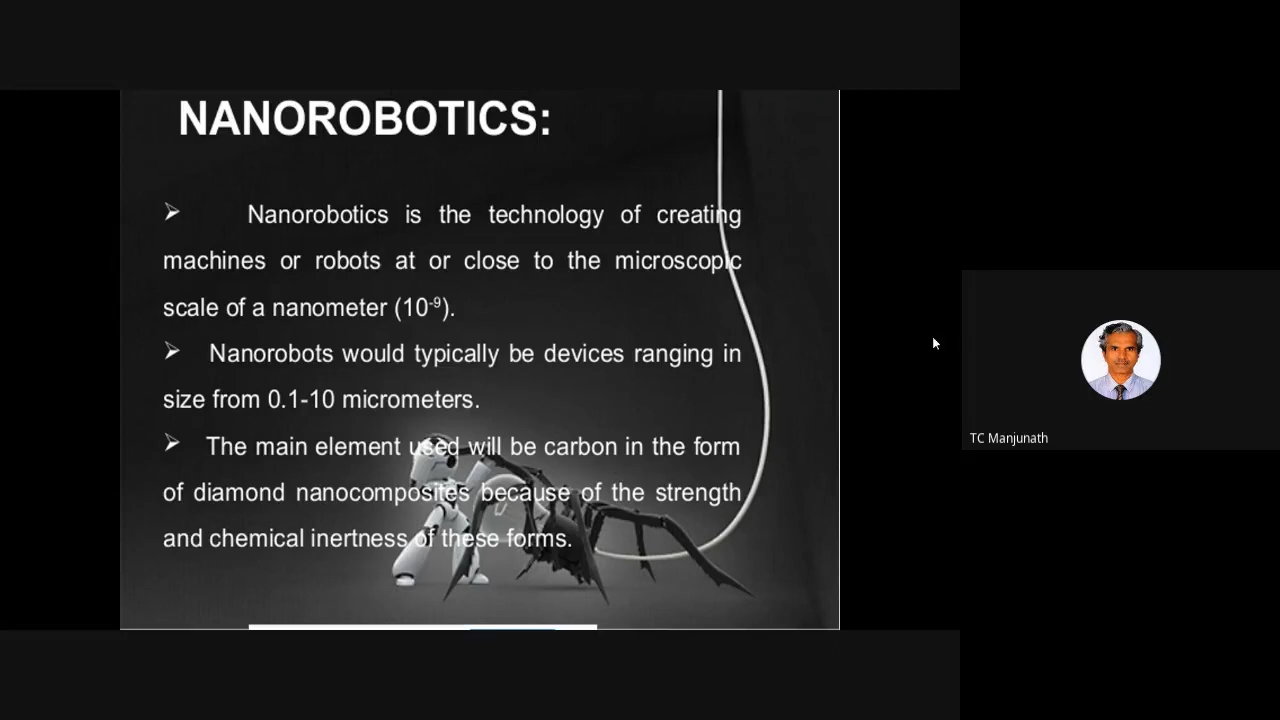 NANOROBOTICS:
➢ Nanorobotics is the technology of creating
machines or robots at or close to the microscopic
scale of a nanometer (10⁻⁹).
➢ Nanorobots would typically be devices ranging in
size from 0.1-10 micrometers.
➢ The main element used will be carbon in the form
of diamond nanocomposites because of the strength
and chemical inertness of these forms.
TC Manjunath